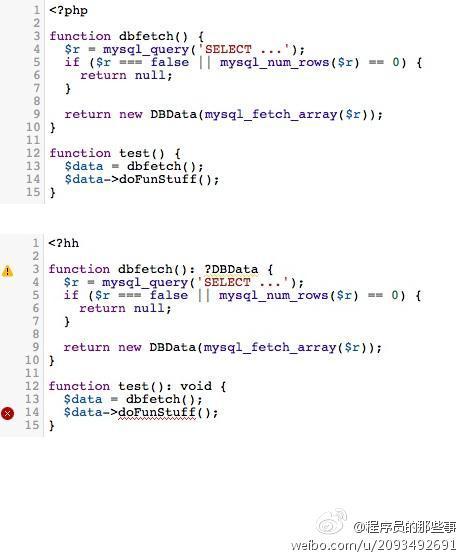 1 <?php
2
3 function dbfetch() {
4   $r = mysql_query('SELECT ...');
5   if ($r === false || mysql_num_rows($r) == 0) {
6     return null;
7   }
8
9   return new DBData(mysql_fetch_array($r));
10 }
11
12 function test() {
13   $data = dbfetch();
14   $data->doFunStuff();
15 }
1 <?hh
2
3 function dbfetch(): ?DBData {
4   $r = mysql_query('SELECT ...');
5   if ($r === false || mysql_num_rows($r) == 0) {
6     return null;
7   }
8
9   return new DBData(mysql_fetch_array($r));
10 }
11
12 function test(): void {
13   $data = dbfetch();
14   $data->doFunStuff();
15 }
@程序员的那些事
weibo.com/u/2093492691